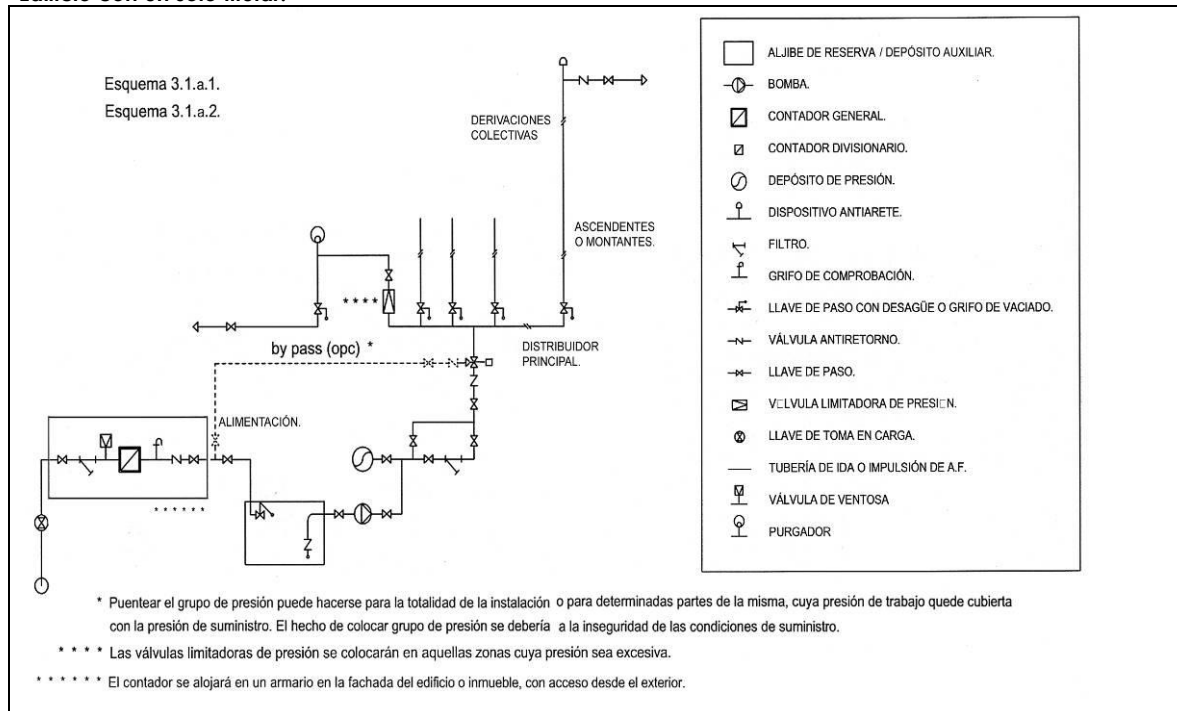 Esquema 3.1.a.1.
Esquema 3.1.a.2.
DERIVACIONES
COLECTIVAS
ASCENDENTES
O MONTANTES.
* * * *
DISTRIBUIDOR
PRINCIPAL.
by pass (opc) *
ALIMENTACIÓN.
* * * * * *
ALJIBE DE RESERVA / DEPÓSITO AUXILIAR.
BOMBA.
CONTADOR GENERAL.
CONTADOR DIVISIONARIO.
DEPÓSITO DE PRESIÓN.
DISPOSITIVO ANTIARETE.
FILTRO.
GRIFO DE COMPROBACIÓN.
LLAVE DE PASO CON DESAGÜE O GRIFO DE VACIADO.
VÁLVULA ANTIRETORNO.
LLAVE DE PASO.
V□LVULA LIMITADORA DE PRESI□N.
LLAVE DE TOMA EN CARGA.
TUBERÍA DE IDA O IMPULSIÓN DE A.F.
VÁLVULA DE VENTOSA
PURGADOR
* Puentear el grupo de presión puede hacerse para la totalidad de la instalación o para determinadas partes de la misma, cuya presión de trabajo quede cubierta
con la presión de suministro. El hecho de colocar grupo de presión se debería a la inseguridad de las condiciones de suministro.
* * * * Las válvulas limitadoras de presión se colocarán en aquellas zonas cuya presión sea excesiva.
* * * * * * El contador se alojará en un armario en la fachada del edificio o inmueble, con acceso desde el exterior.